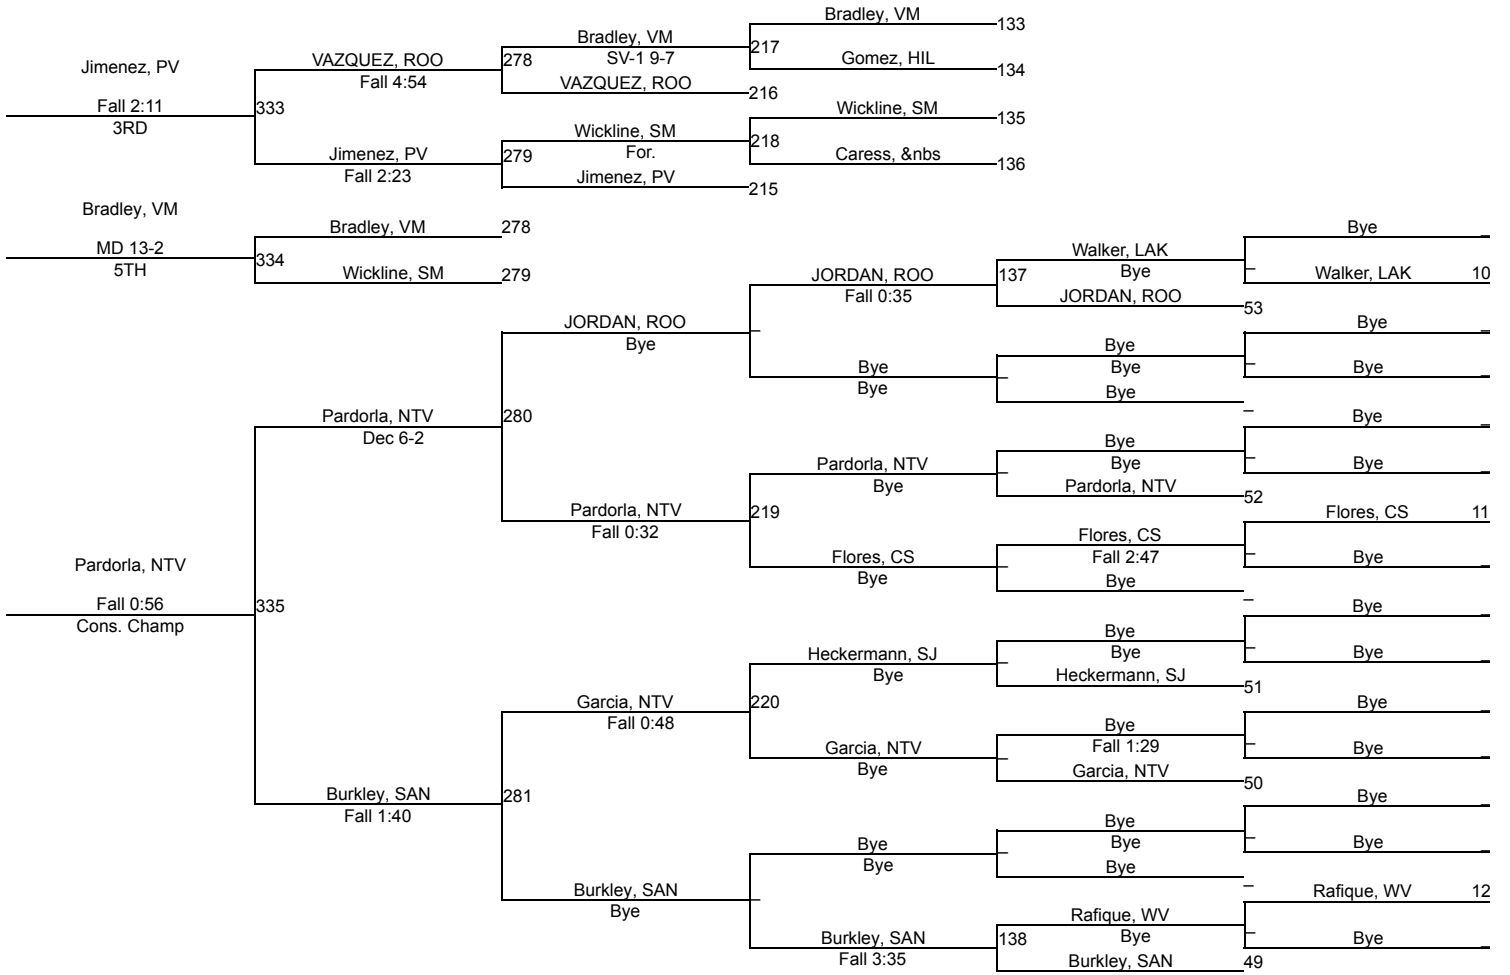 Bradley, VM
133
Bradley, VM
217
SV-1 9-7
Jimenez, PV
VAZQUEZ, ROO
278
Gomez, HIL
134
Fall 4:54
VAZQUEZ, ROO
216
Fall 2:11
333
Wickline, SM
135
3RD
Wickline, SM
218
For.
Jimenez, PV
279
Caress, &nbs
136
Fall 2:23
Jimenez, PV
215
Bradley, VM
Bradley, VM
278
Bye
MD 13-2
334
Walker, LAK
5TH
Wickline, SM
279
JORDAN, ROO
137
Bye
Walker, LAK
10
Fall 0:35
JORDAN, ROO
53
JORDAN, ROO
Bye
Bye
Bye
Bye
Bye
Bye
Bye
Bye
Bye
Pardorla, NTV
280
Bye
Dec 6-2
Bye
Pardorla, NTV
Bye
Bye
Bye
Pardorla, NTV
52
Pardorla, NTV
219
Flores, CS
11
Fall 0:32
Flores, CS
Flores, CS
Fall 2:47
Bye
Pardorla, NTV
Bye
Bye
Fall 0:56
335
Bye
Cons. Champ
Bye
Heckermann, SJ
Bye
Bye
Bye
Heckermann, SJ
51
Garcia, NTV
220
Bye
Fall 0:48
Bye
Garcia, NTV
Fall 1:29
Bye
Bye
Garcia, NTV
50
Burkley, SAN
281
Bye
Fall 1:40
Bye
Bye
Bye
Bye
Bye
Bye
Burkley, SAN
Rafique, WV
12
Bye
Rafique, WV
Burkley, SAN
138
Bye
Bye
Fall 3:35
Burkley, SAN
49